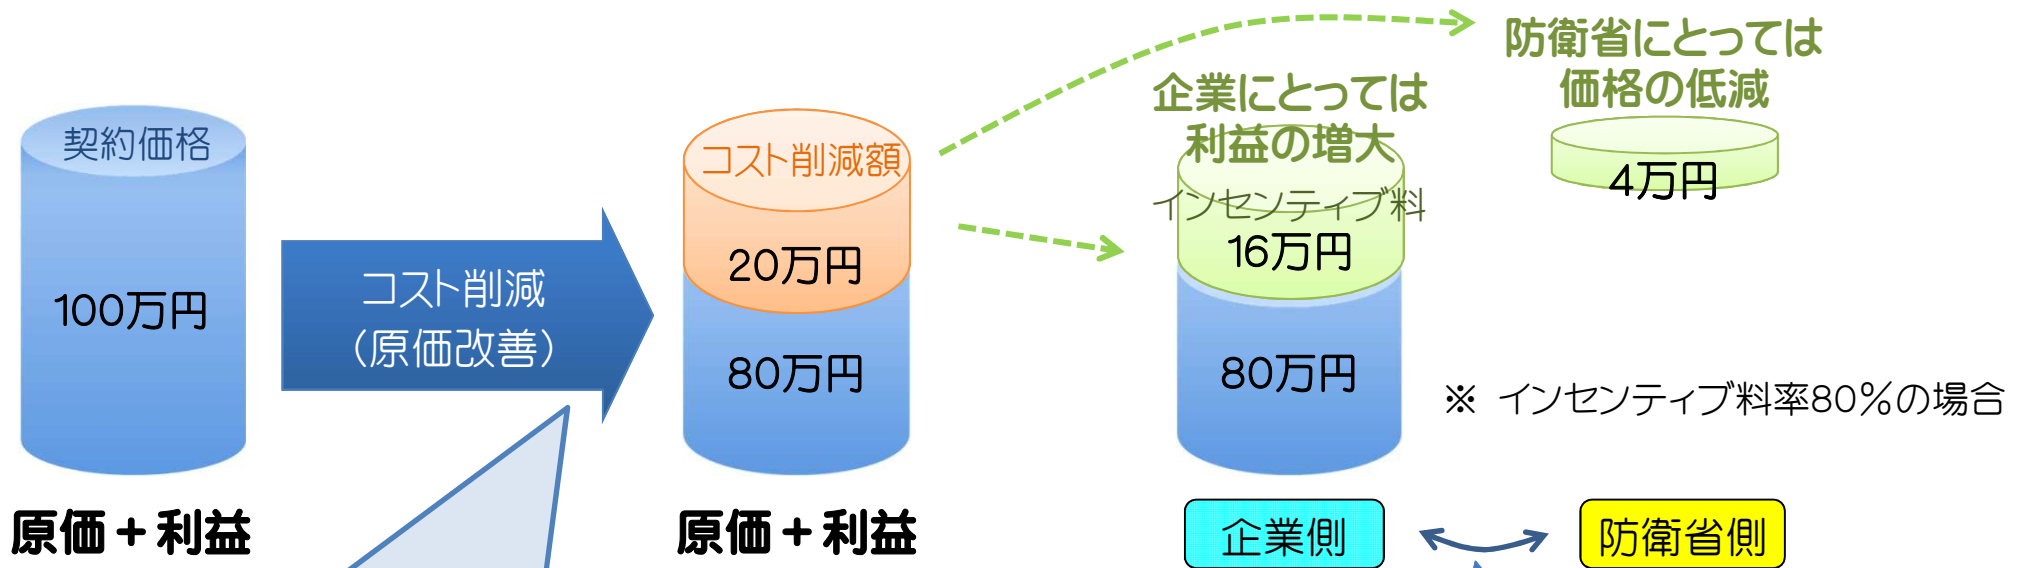 契約価格
100万円
原価＋利益
コスト削減
（原価改善）
コスト削減額
20万円
80万円
原価＋利益
企業にとっては
利益の増大
インセンティブ料
16万円
80万円
企業側
防衛省にとっては
価格の低減
4万円
※ インセンティブ料率80％の場合
防衛省側